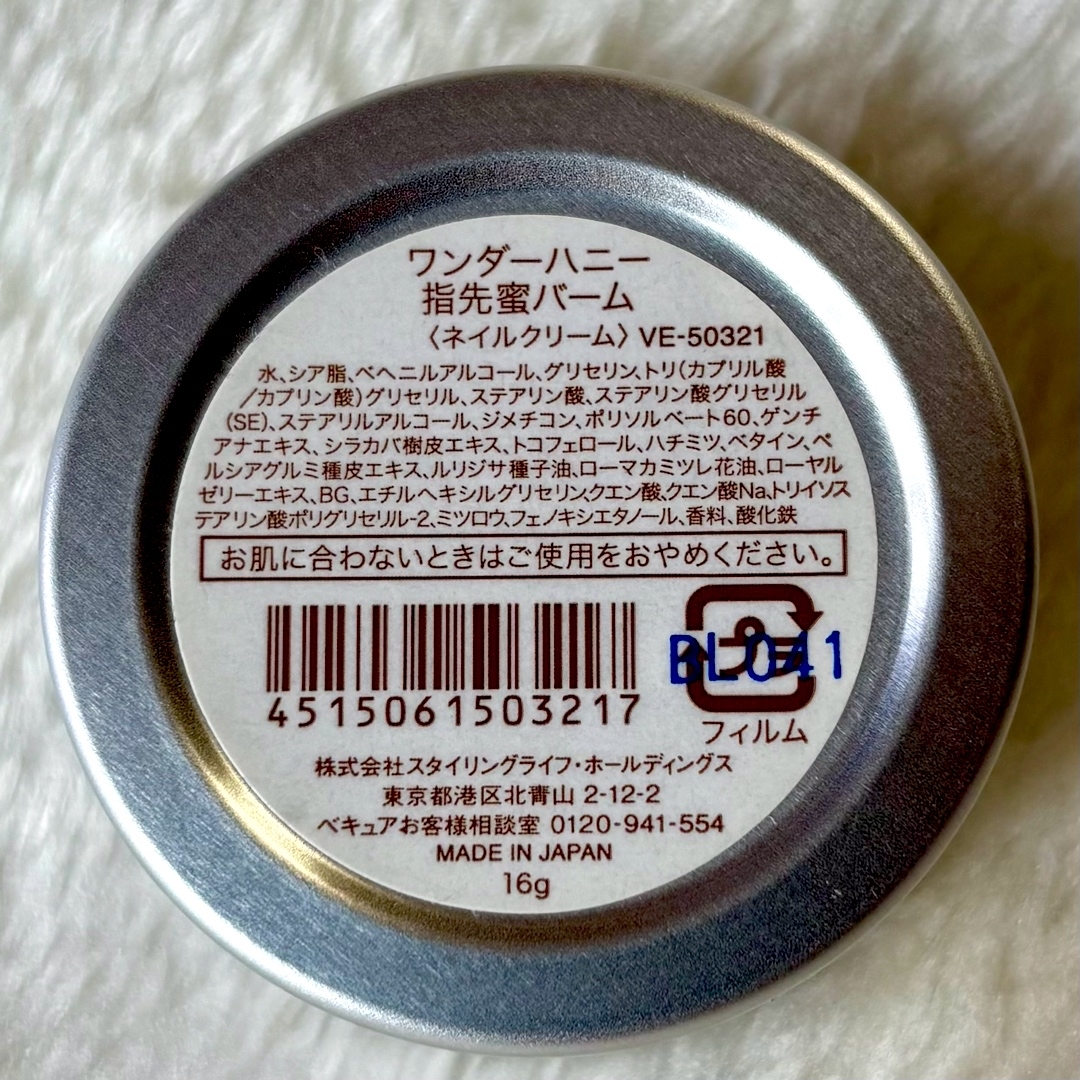 ワンダーハニー
指先蜜バーム
〈ネイルクリーム〉VE-50321
水、シア脂、ベヘニルアルコール、グリセリン、トリ(カプリル酸
/カプリン酸)グリセリル、ステアリン酸、ステアリン酸グリセリル
(SE)、ステアリルアルコール、ジメチコン、ポリソルベート60、ゲンチ
アナエキス、シラカバ樹皮エキス、トコフェロール、ハチミツ、ベタイン、ペ
ルシアグルミ種皮エキス、ルリジサ種子油、ローマカミツレ花油、ローヤル
ゼリーエキス、BG、エチルヘキシルグリセリン、クエン酸、クエン酸Na、トリイソス
テアリン酸ポリグリセリル-2、ミツロウ、フェノキシエタノール、香料、酸化鉄
お肌に合わないときはご使用をおやめください。
BL041
4515061503217
フィルム
株式会社スタイリングライフ・ホールディングス
東京都港区北青山 2-12-2
ベキュアお客様相談室 0120-941-554
MADE IN JAPAN
16g